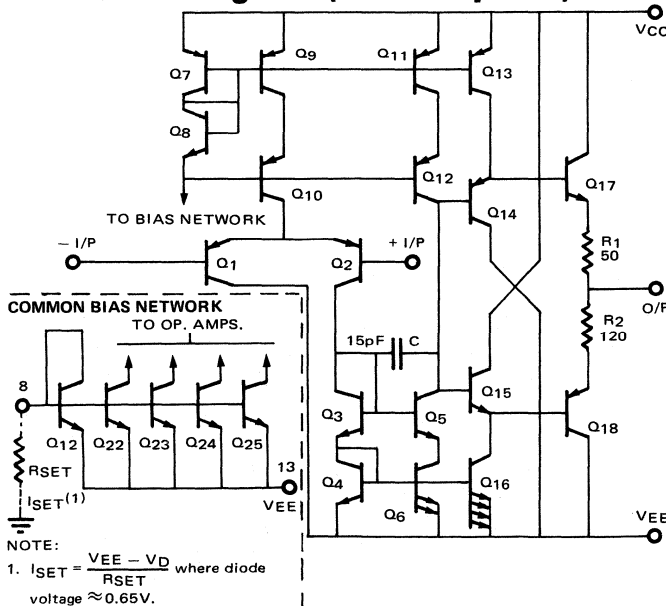 VCC
Q7
Q9
Q11
Q13
Q8
Q10
Q12
Q17
TO BIAS NETWORK
Q14
− I/P
Q1
Q2
+ I/P
R1
50
O/P
COMMON BIAS NETWORK
TO OP. AMPS.
R2
120
15pF
C
8
Q12
Q22
Q23
Q24
Q25
Q3
Q5
Q15
Q18
RSET
ISET(1)
13
VEE
Q4
Q6
Q16
VEE
NOTE:
1. ISET = VEE − VD / RSET where diode
voltage ≈0.65V.